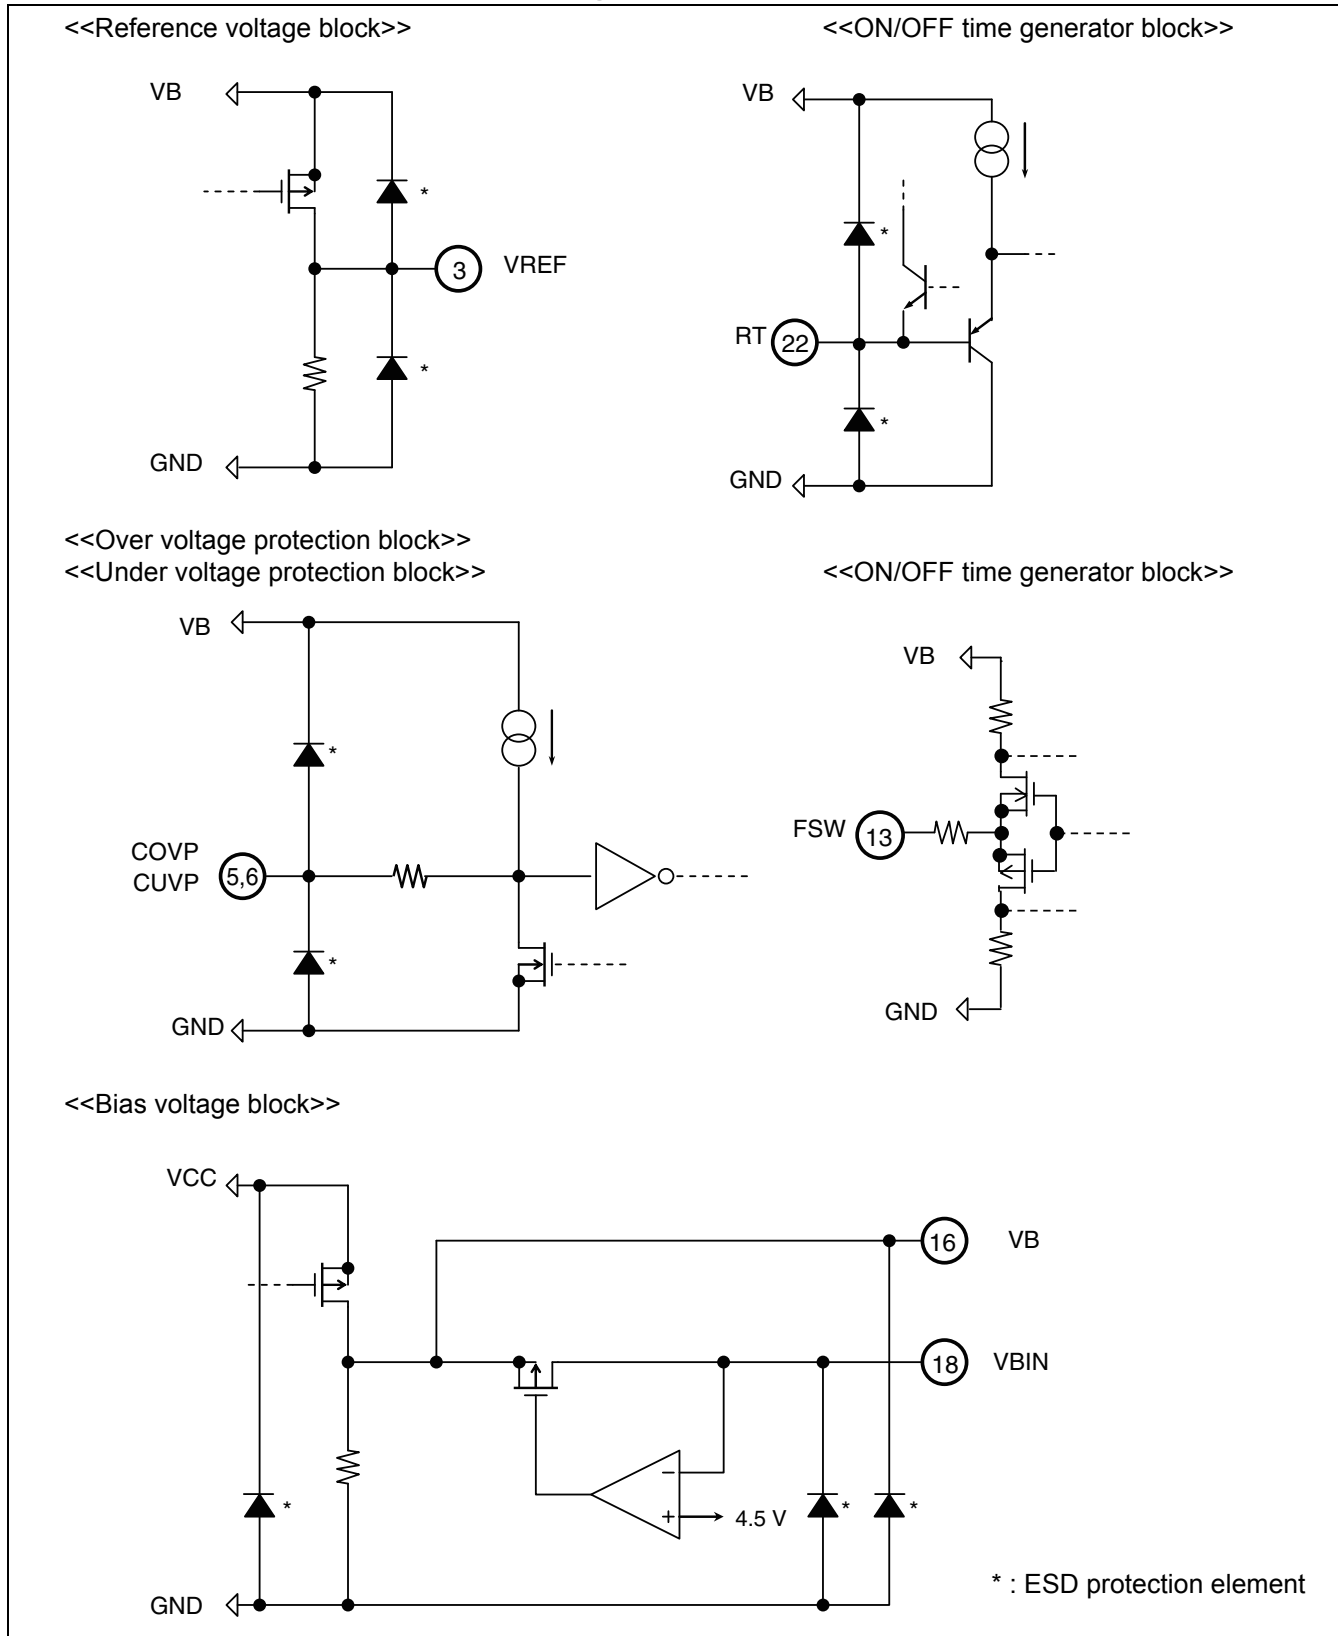 <<Reference voltage block>>
VB
*
3 VREF
*
GND
<<ON/OFF time generator block>>
VB
*
RT 22
*
GND
<<Over voltage protection block>>
<<Under voltage protection block>>
VB
*
COVP
CUVP
5,6
*
GND
<<ON/OFF time generator block>>
VB
FSW 13
GND
<<Bias voltage block>>
VCC
16 VB
18 VBIN
−
+ 4.5 V
* * *
GND
* : ESD protection element